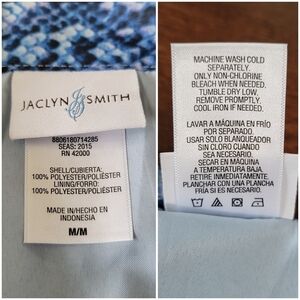 JACLYN JS SMITH
8806180714285
SEAS: 2015
RN 42000
SHELL/CUBIERTA:
100% POLYESTER/POLIÉSTER
LINING/FORRO:
100% POLYESTER/POLIÉSTER
MADE IN/HECHO EN
INDONESIA
M/M
MACHINE WASH COLD
SEPARATELY.
ONLY NON-CHLORINE
BLEACH WHEN NEEDED.
TUMBLE DRY LOW.
REMOVE PROMPTLY.
COOL IRON IF NEEDED.
LAVAR A MÁQUINA EN FRÍO
POR SEPARADO.
USAR SOLO BLANQUEADOR
SIN CLORO CUANDO
SEA NECESARIO.
SECAR EN MÁQUINA
A TEMPERATURA BAJA.
RETIRE INMEDIATAMENTE.
PLANCHAR CON UNA PLANCHA
FRÍA SI ES NECESARIO.